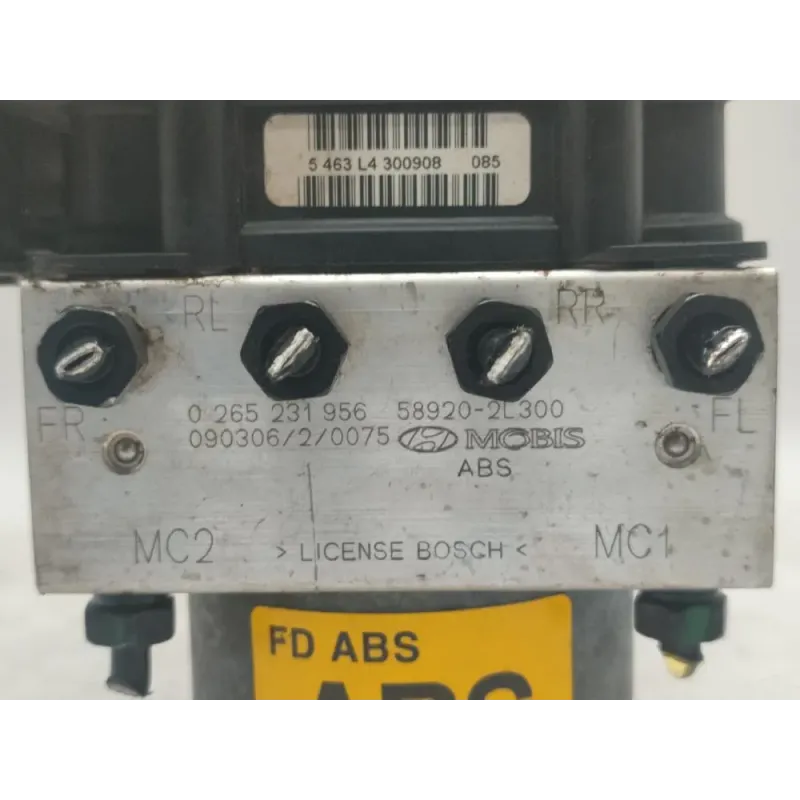 5 463 L4 300908 085
RL RR
FR FL
0 265 231 956 58920-2L300
090306/2/0075 MOBIS
ABS
MC2 > LICENSE BOSCH < MC1
FD ABS
ABS